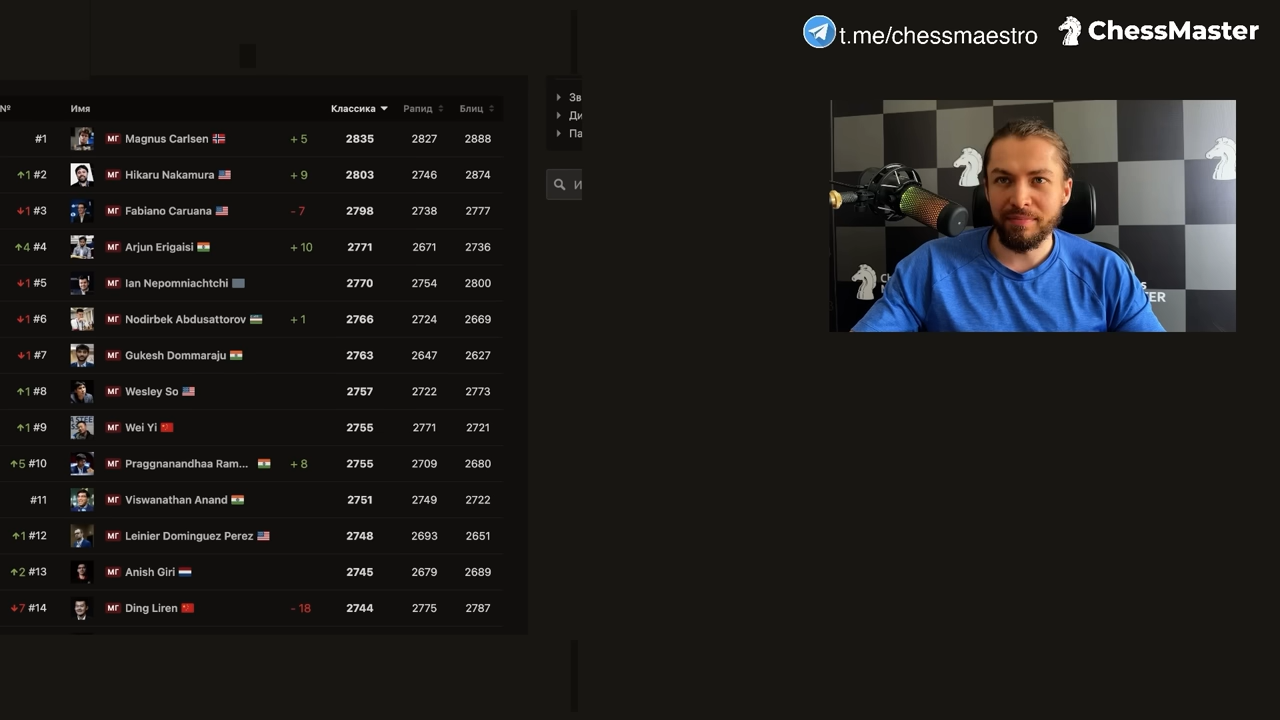 t.me/chessmaestro ChessMaster
№ Имя Классика Рапид Блиц
#1 МГ Magnus Carlsen + 5 2835 2827 2888
1 #2 МГ Hikaru Nakamura + 9 2803 2746 2874
1 #3 МГ Fabiano Caruana - 7 2798 2738 2777
4 #4 МГ Arjun Erigaisi + 10 2771 2671 2736
1 #5 МГ Ian Nepomniachtchi 2770 2754 2800
1 #6 МГ Nodirbek Abdusattorov + 1 2766 2724 2669
1 #7 МГ Gukesh Dommaraju 2763 2647 2627
1 #8 МГ Wesley So 2757 2722 2773
1 #9 МГ Wei Yi 2755 2771 2721
5 #10 МГ Praggnanandhaa Ram... + 8 2755 2709 2680
#11 МГ Viswanathan Anand 2751 2749 2722
1 #12 МГ Leinier Dominguez Perez 2748 2693 2651
2 #13 МГ Anish Giri 2745 2679 2689
7 #14 МГ Ding Liren - 18 2744 2775 2787
Зв
Ди
Па
И